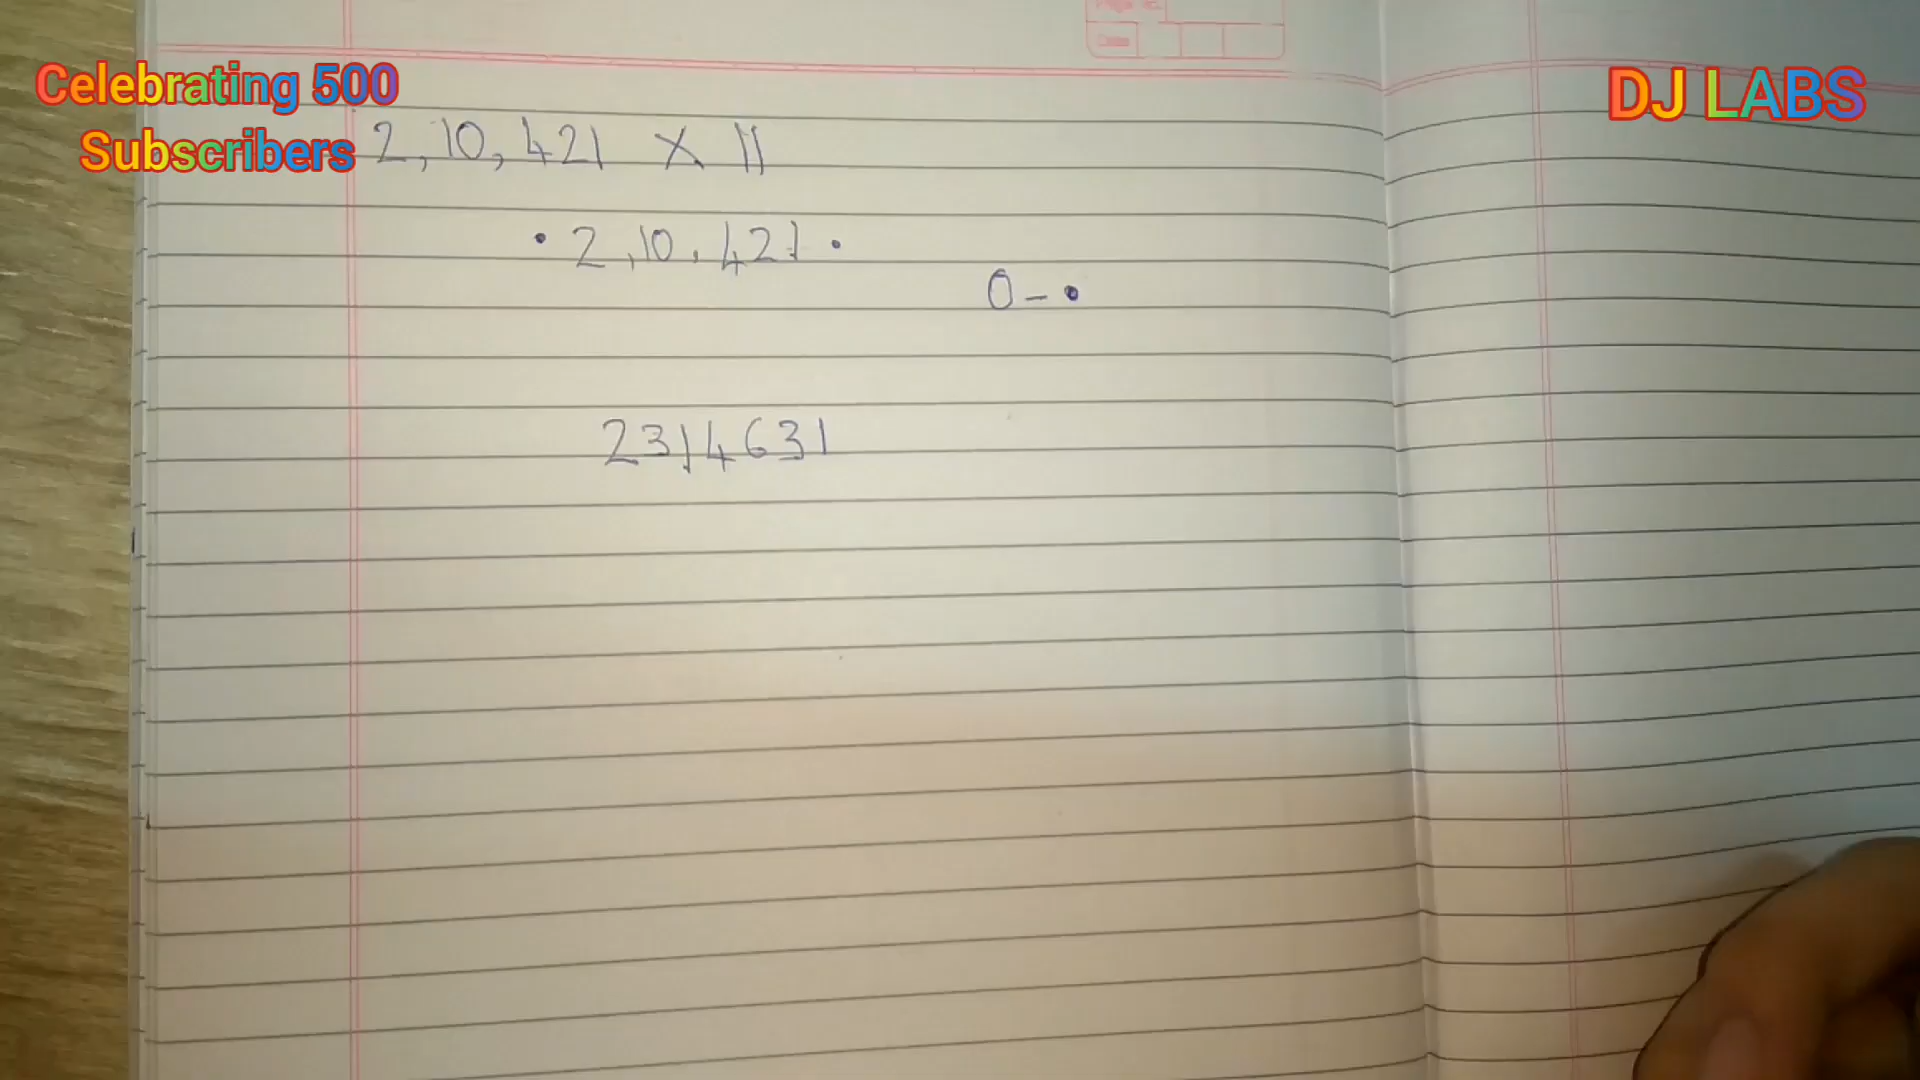 Celebrating 500
Subscribers
DJ LABS
2,10,421 X 11
• 2,10,421 •
0 - •
2314631